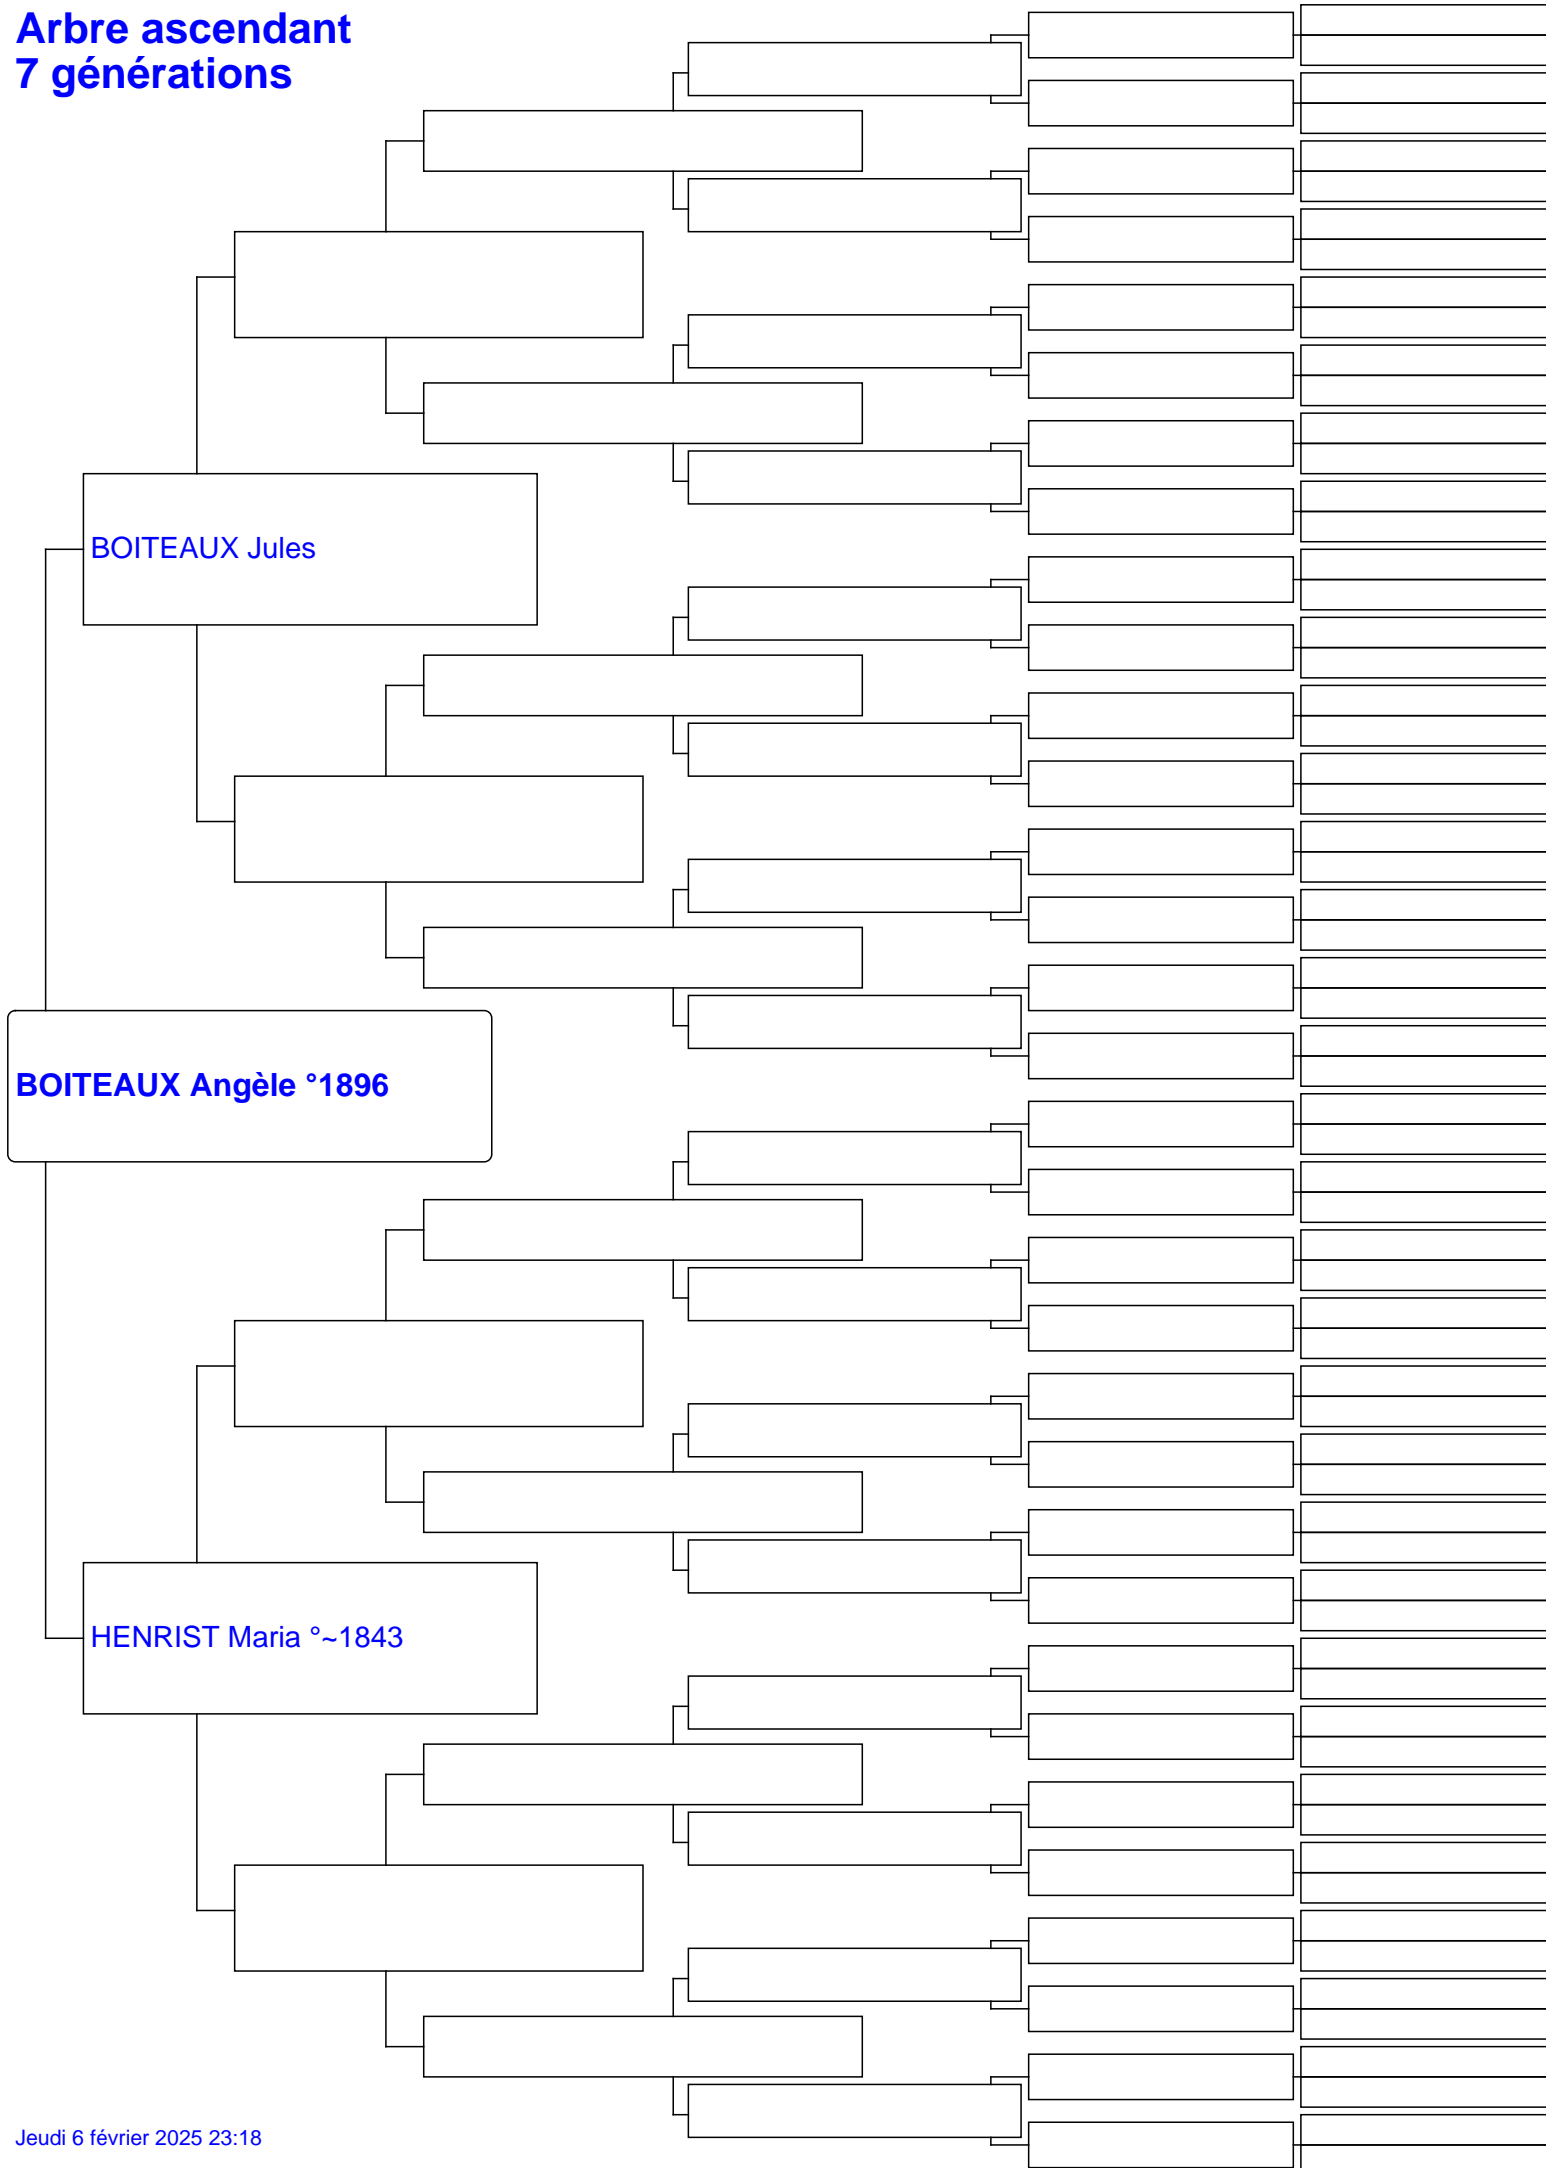 Arbre ascendant
7 générations
BOITEAUX Jules
BOITEAUX Angèle °1896
HENRIST Maria °~1843
Jeudi 6 février 2025 23:18